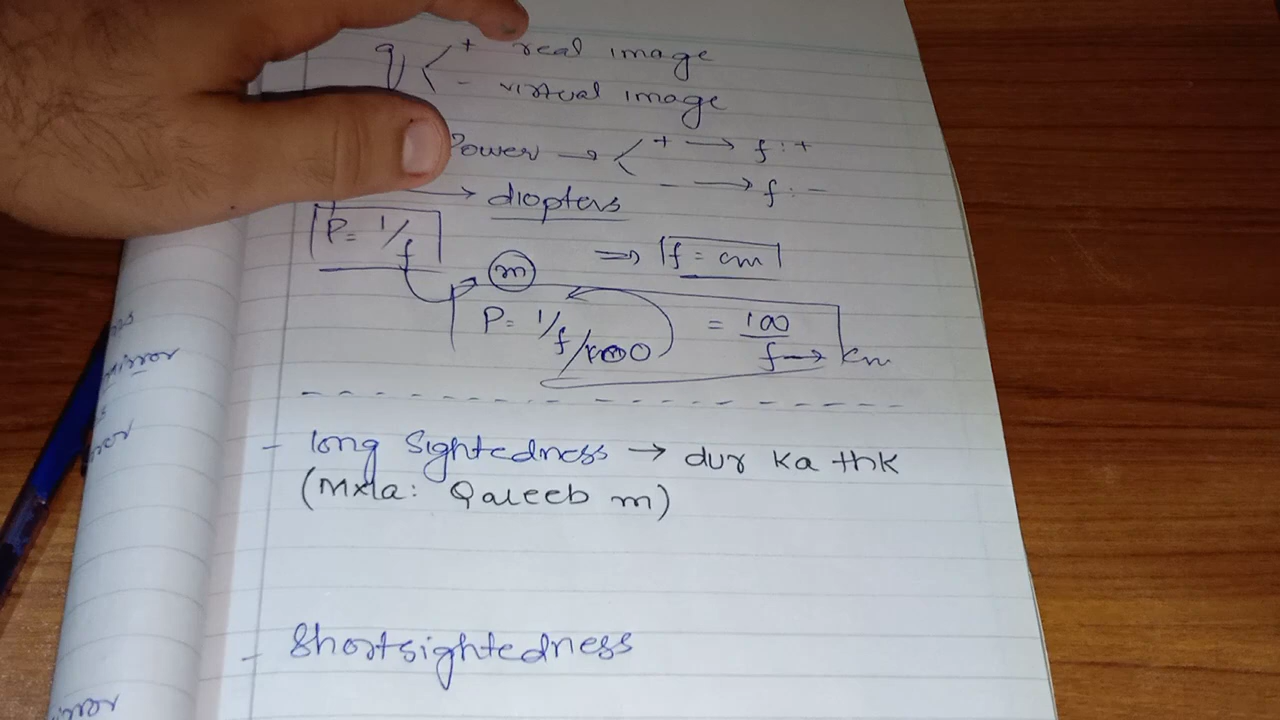 q + real image
- virtual image
Power → + → f : +
- → f : -
→ diopters
P = 1/f
m
⇒ f = cm
P = 1/f/100 = 100/f →
- long Sightedness → dur ka thk
(Mxla: Qareeb m)
- Shortsightedness
mirror